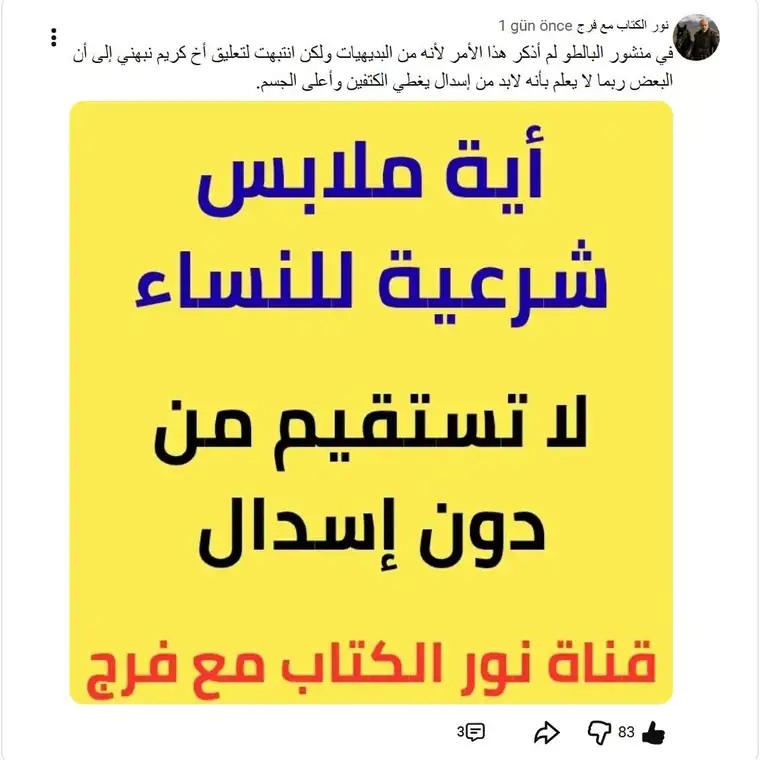 نور الكتاب مع فرج 1 gün önce
في منشور البالطو لم أذكر هذا الأمر لأنه من البديهيات ولكن انتبهت لتعليق أخ كريم نبهني إلى أن
البعض ربما لا يعلم بأنه لابد من إسدال يغطي الكتفين وأعلى الجسم.
أية ملابس
شرعية للنساء
لا تستقيم من
دون إسدال
قناة نور الكتاب مع فرج
83
3